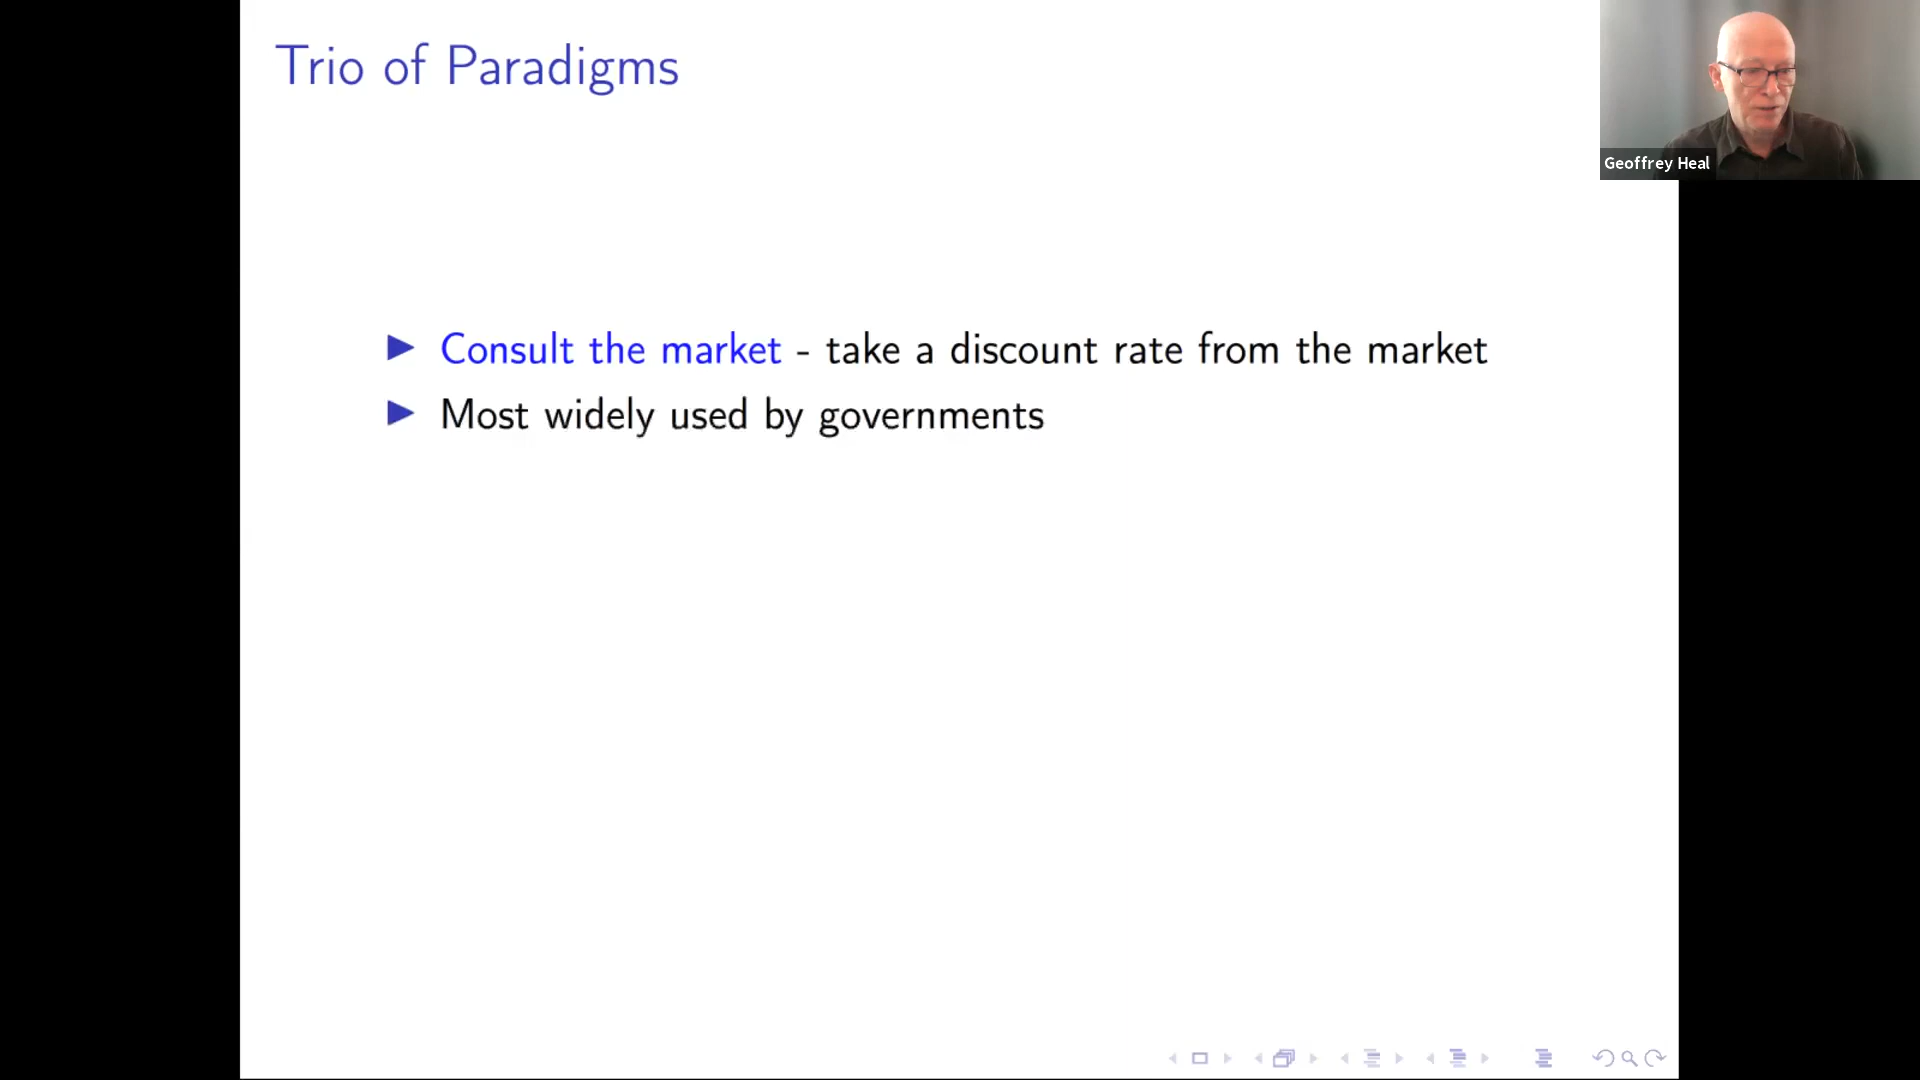 Trio of Paradigms
Geoffrey Heal
Consult the market - take a discount rate from the market
Most widely used by governments